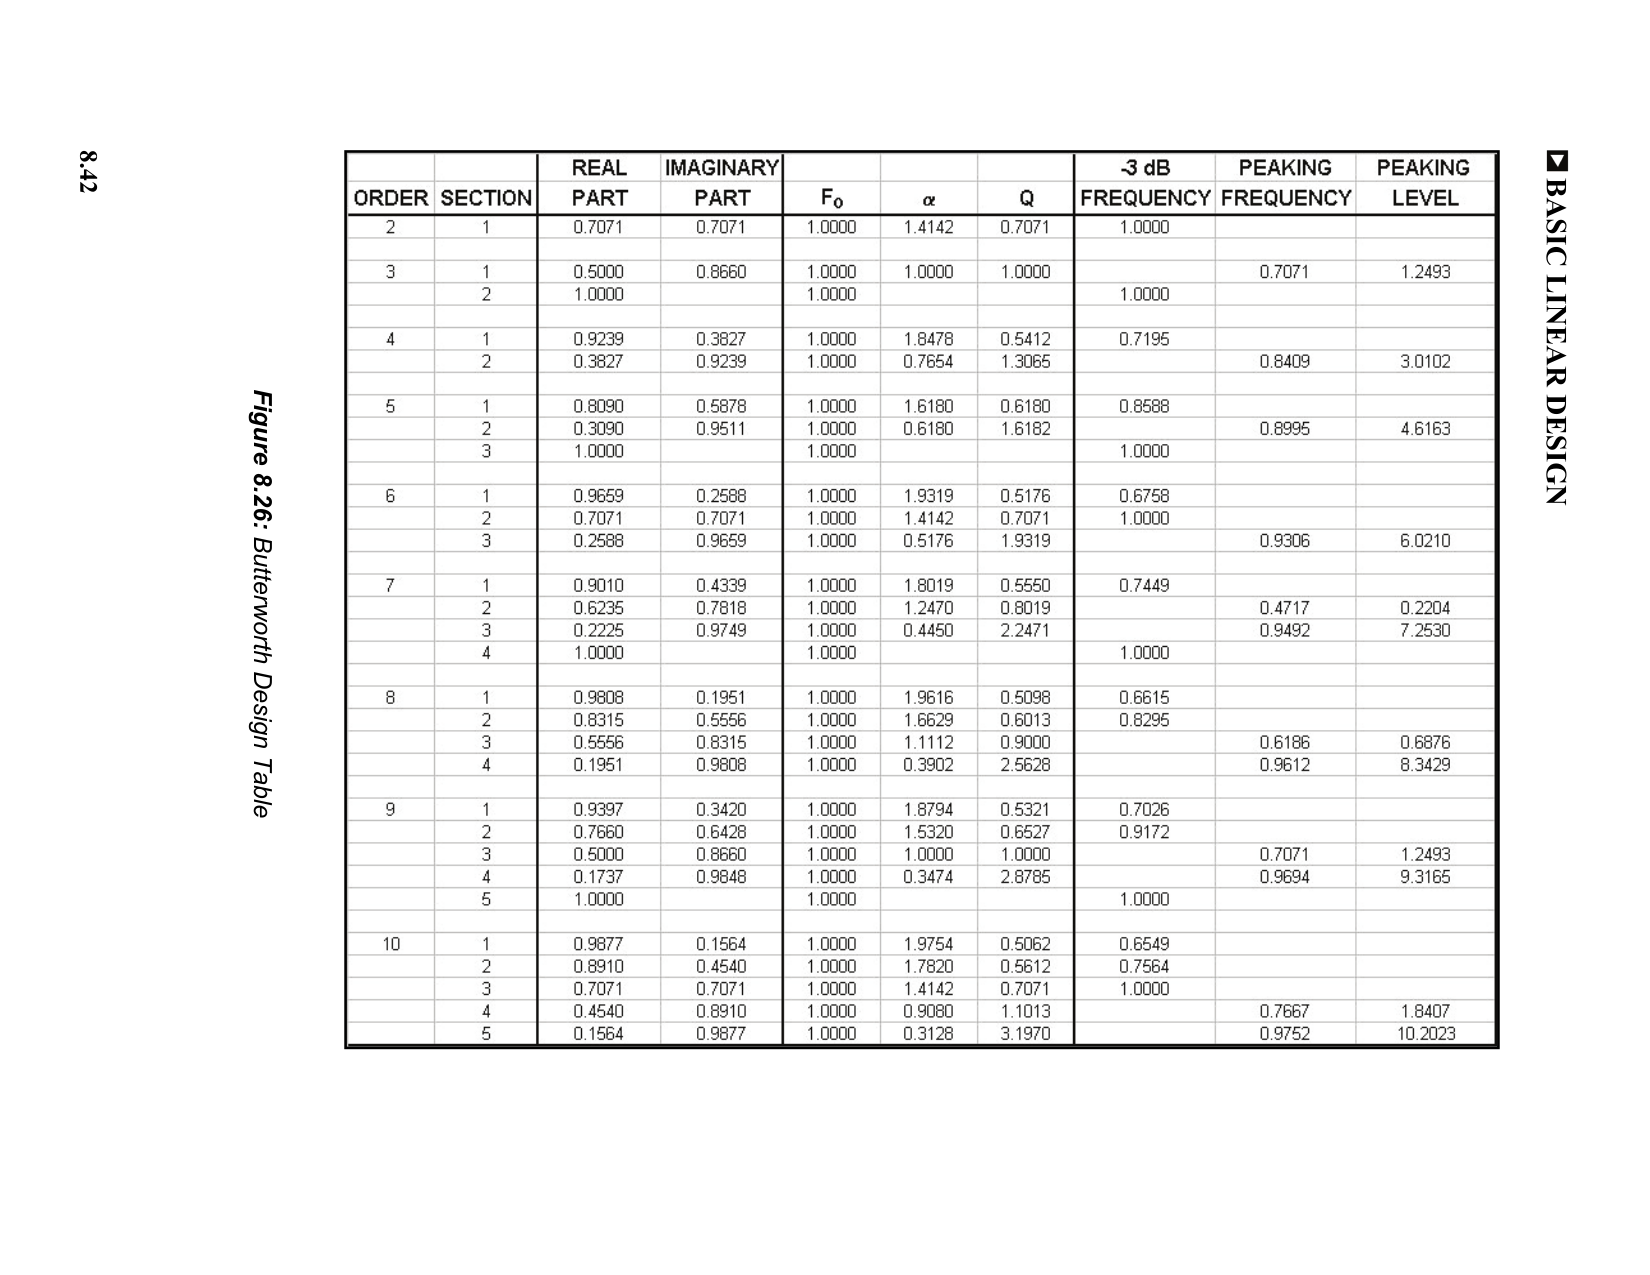 ▶ BASIC LINEAR DESIGN
REAL IMAGINARY -3 dB PEAKING PEAKING
ORDER SECTION PART PART F0 α Q FREQUENCY FREQUENCY LEVEL
2 1 0.7071 0.7071 1.0000 1.4142 0.7071 1.0000
3 1 0.5000 0.8660 1.0000 1.0000 1.0000 0.7071 1.2493
2 1.0000 1.0000 1.0000
4 1 0.9239 0.3827 1.0000 1.8478 0.5412 0.7195
2 0.3827 0.9239 1.0000 0.7654 1.3065 0.8409 3.0102
5 1 0.8090 0.5878 1.0000 1.6180 0.6180 0.8588
2 0.3090 0.9511 1.0000 0.6180 1.6182 0.8995 4.6163
3 1.0000 1.0000 1.0000
6 1 0.9659 0.2588 1.0000 1.9319 0.5176 0.6758
2 0.7071 0.7071 1.0000 1.4142 0.7071 1.0000
3 0.2588 0.9659 1.0000 0.5176 1.9319 0.9306 6.0210
7 1 0.9010 0.4339 1.0000 1.8019 0.5550 0.7449
2 0.6235 0.7818 1.0000 1.2470 0.8019 0.4717 0.2204
3 0.2225 0.9749 1.0000 0.4450 2.2471 0.9492 7.2530
4 1.0000 1.0000 1.0000
8 1 0.9808 0.1951 1.0000 1.9616 0.5098 0.6615
2 0.8315 0.5556 1.0000 1.6629 0.6013 0.8295
3 0.5556 0.8315 1.0000 1.1112 0.9000 0.6186 0.6876
4 0.1951 0.9808 1.0000 0.3902 2.5628 0.9612 8.3429
9 1 0.9397 0.3420 1.0000 1.8794 0.5321 0.7026
2 0.7660 0.6428 1.0000 1.5320 0.6527 0.9172
3 0.5000 0.8660 1.0000 1.0000 1.0000 0.7071 1.2493
4 0.1737 0.9848 1.0000 0.3474 2.8785 0.9694 9.3165
5 1.0000 1.0000 1.0000
10 1 0.9877 0.1564 1.0000 1.9754 0.5062 0.6549
2 0.8910 0.4540 1.0000 1.7820 0.5612 0.7564
3 0.7071 0.7071 1.0000 1.4142 0.7071 1.0000
4 0.4540 0.8910 1.0000 0.9080 1.1013 0.7667 1.8407
5 0.1564 0.9877 1.0000 0.3128 3.1970 0.9752 10.2023
Figure 8.26: Butterworth Design Table
8.42